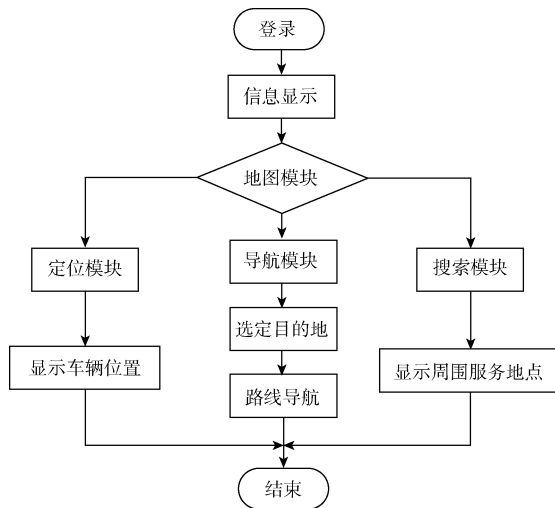 登录
信息显示
地图模块
定位模块
导航模块
搜索模块
选定目的地
显示车辆位置
显示周围服务地点
路线导航
结束